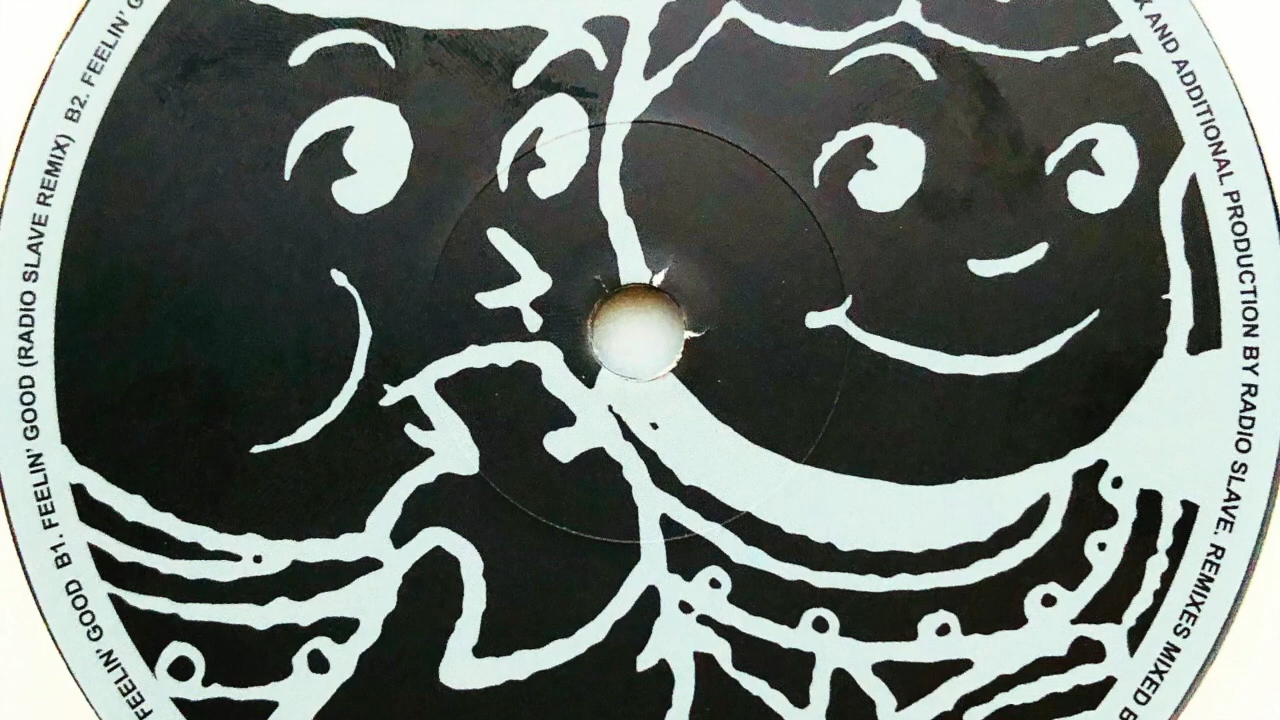 FEELIN' GOOD B1. FEELIN' GOOD (RADIO SLAVE REMIX) B2. FEELIN' G
X AND ADDITIONAL PRODUCTION BY RADIO SLAVE. REMIXES MIXED B